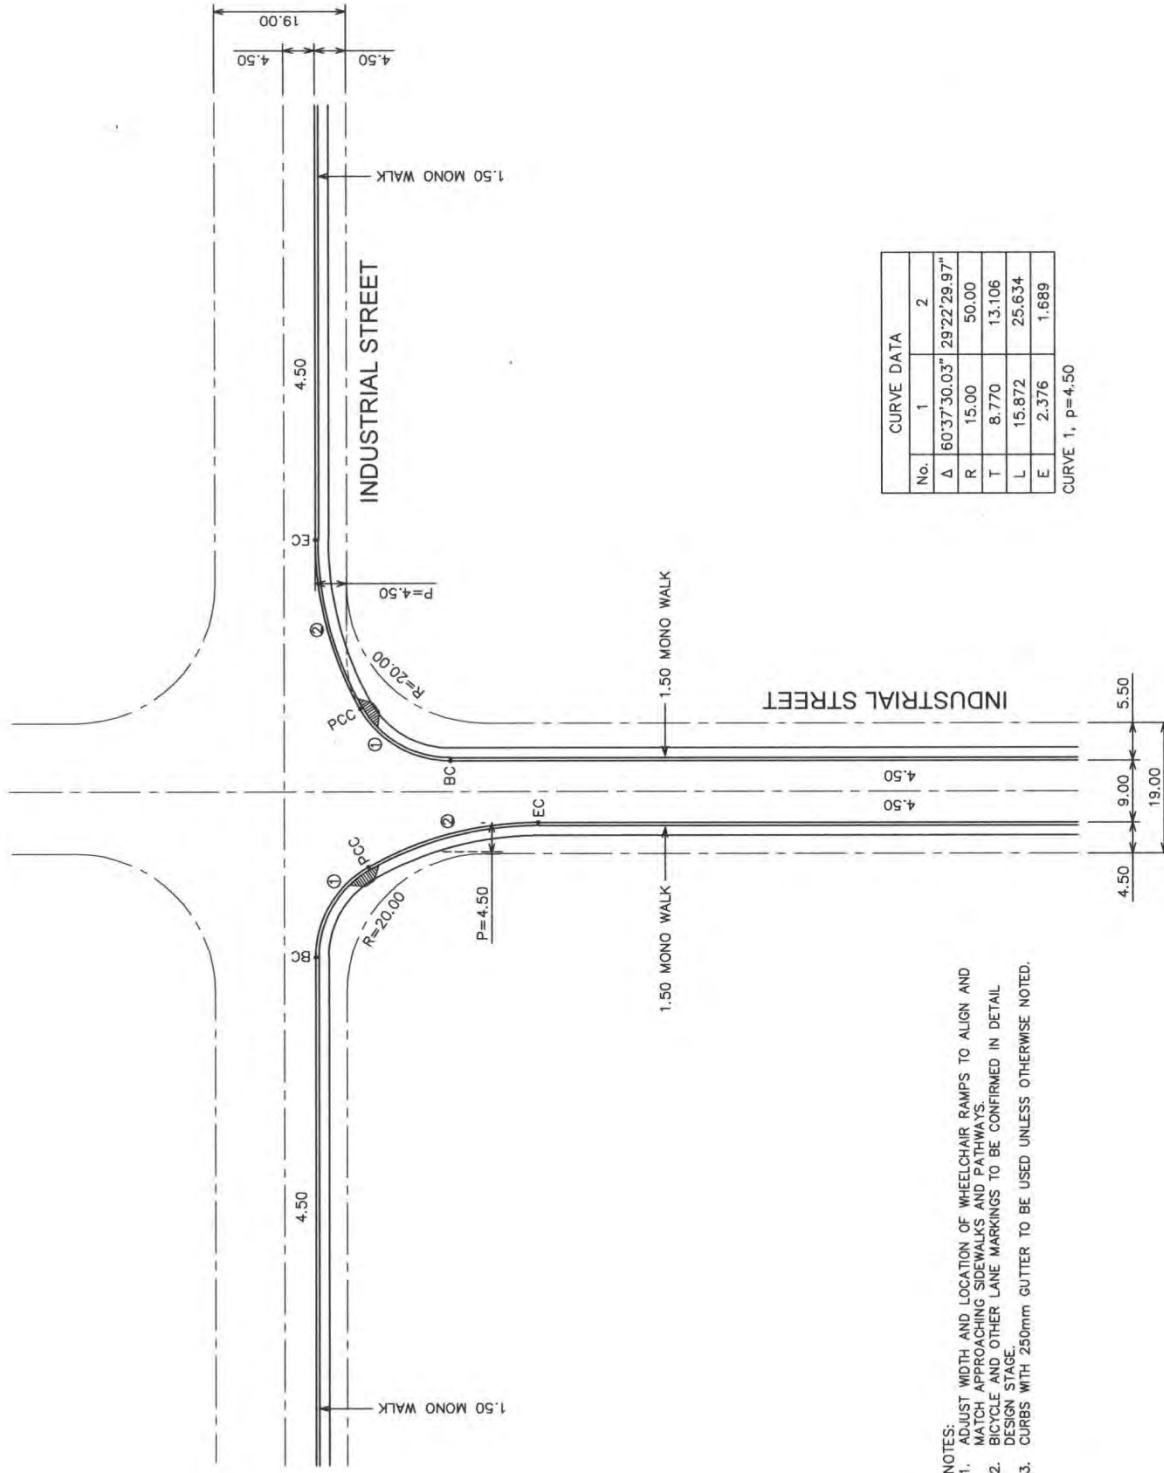 19.00
4.50
4.50
1.50 MONO WALK
4.50
INDUSTRIAL STREET
EC
P=4.50
2
R=20.00
PCC
1
BC
1.50 MONO WALK
INDUSTRIAL STREET
4.50
4.50
5.50
9.00
19.00
4.50
2
EC
PCC
1
R=20.00
P=4.50
BC
1.50 MONO WALK
4.50
1.50 MONO WALK
CURVE DATA
No. 1 2
Δ 60°37'30.03" 29°22'29.97"
R 15.00 50.00
T 8.770 13.106
L 15.872 25.634
E 2.376 1.689
CURVE 1, p=4.50
NOTES:
1. ADJUST WIDTH AND LOCATION OF WHEELCHAIR RAMPS TO ALIGN AND
MATCH APPROACHING SIDEWALKS AND PATHWAYS.
2. BICYCLE AND OTHER LANE MARKINGS TO BE CONFIRMED IN DETAIL
DESIGN STAGE.
3. CURBS WITH 250mm GUTTER TO BE USED UNLESS OTHERWISE NOTED.